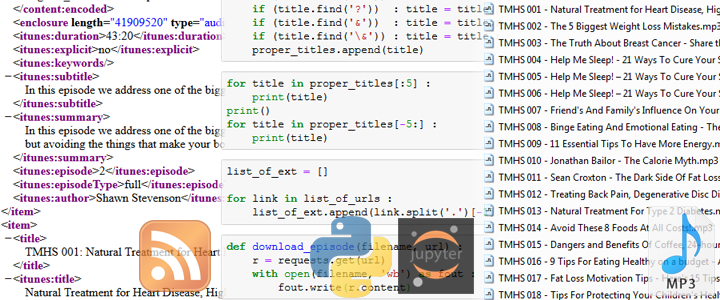 </content:encoded>
<enclosure length="41909520" type="aud
<itunes:duration>43:20</itunes:duration>
<itunes:explicit>no</itunes:explicit>
<itunes:keywords/>
−<itunes:subtitle>
In this episode we address one of the bigg
</itunes:subtitle>
−<itunes:summary>
In this episode we address one of the bigg
but avoiding the things that make your bo
</itunes:summary>
<itunes:episode>2</itunes:episode>
<itunes:episodeType>full</itunes:episode
<itunes:author>Shawn Stevenson</itunes:
</item>
−<item>
−<title>
TMHS 001: Natural Treatment for Heart
</title>
−<itunes:title>
Natural Treatment for Heart Disease, Hig
if (title.find('?')) : title = title
if (title.find('&') : title = title.
if (title.find('\&') : title = title
proper_titles.append(title)
for title in proper_titles[:5] :
print(title)
print()
for title in proper_titles[-5:] :
print(title)
list_of_ext = []
for link in list_of_urls :
list_of_ext.append(link.split('.')[-
def download_episode(filename, url) :
r = requests.get(url)
with open(filename, 'wb') as fout :
fout.write(r.content)
jupyter
TMHS 001 - Natural Treatment for Heart Disease, Hig
TMHS 002 - The 5 Biggest Weight Loss Mistakes.mp3
TMHS 003 - The Truth About Breast Cancer - Share th
TMHS 004 - Help Me Sleep! – 21 Ways To Cure Your S
TMHS 005 - Help Me Sleep! – 21 Ways To Cure Your S
TMHS 006 - Help Me Sleep! – 21 Ways To Cure Your S
TMHS 007 - Friend's And Family's Influence On Your
TMHS 008 - Binge Eating And Emotional Eating - The
TMHS 009 - 11 Essential Tips To Have More Energy.m
TMHS 010 - Jonathan Bailor - The Calorie Myth.mp3
TMHS 011 - Sean Croxton - The Dark Side Of Fat Los
TMHS 012 - Treating Back Pain, Degenerative Disc Di
TMHS 013 - Natural Treatment For Type 2 Diabetes.m
TMHS 014 - Avoid These 8 Foods At All Costs!.mp3
TMHS 015 - Dangers and Benefits Of Coffee, 24 hour
TMHS 016 - 9 Tips For Eating Healthy on a budget - A
TMHS 017 - Fat Loss Motivation Tips - How 15 Tips
TMHS 018 - Tips For Protecting Your Children's Healt
MP3